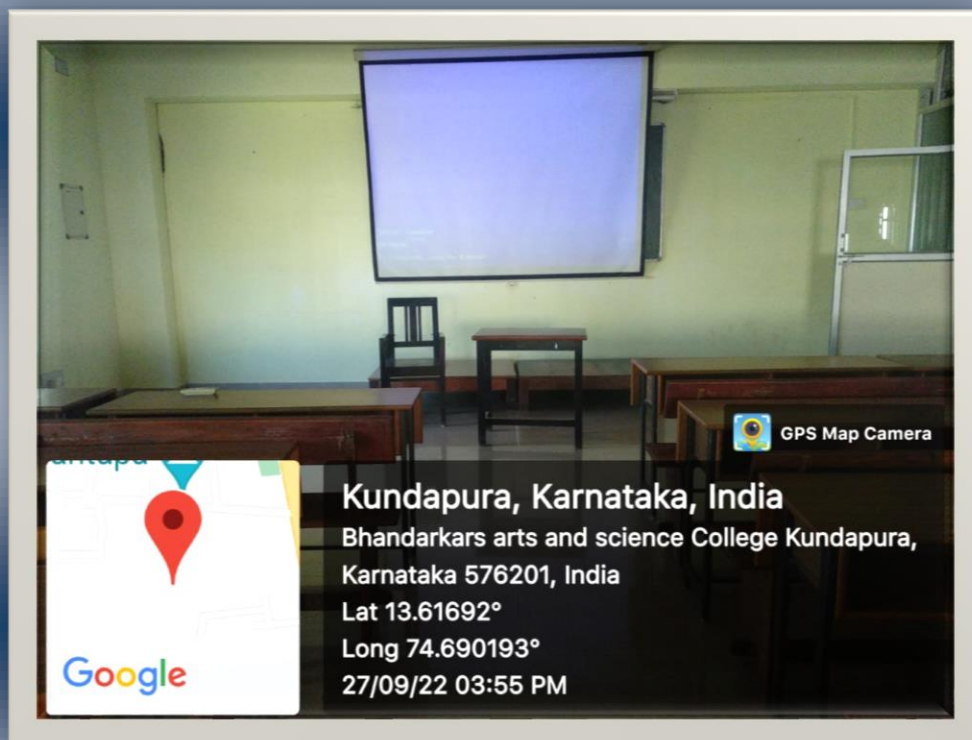 GPS Map Camera
Kundapura, Karnataka, India
Bhandarkars arts and science College Kundapura,
Karnataka 576201, India
Lat 13.61692°
Long 74.690193°
27/09/22 03:55 PM
Google